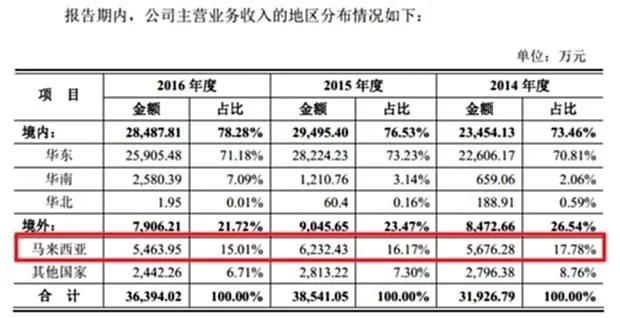 报告期内，公司主营业务收入的地区分布情况如下：
单位：万元
项 目 2016 年度 2015 年度 2014 年度
金额 占比 金额 占比 金额 占比
境内： 28,487.81 78.28% 29,495.40 76.53% 23,454.13 73.46%
华东 25,905.48 71.18% 28,224.23 73.23% 22,606.17 70.81%
华南 2,580.39 7.09% 1,210.76 3.14% 659.06 2.06%
华北 1.95 0.01% 60.4 0.16% 188.91 0.59%
境外： 7,906.21 21.72% 9,045.65 23.47% 8,472.66 26.54%
马来西亚 5,463.95 15.01% 6,232.43 16.17% 5,676.28 17.78%
其他国家 2,442.26 6.71% 2,813.22 7.30% 2,796.38 8.76%
合 计 36,394.02 100.00% 38,541.05 100.00% 31,926.79 100.00%